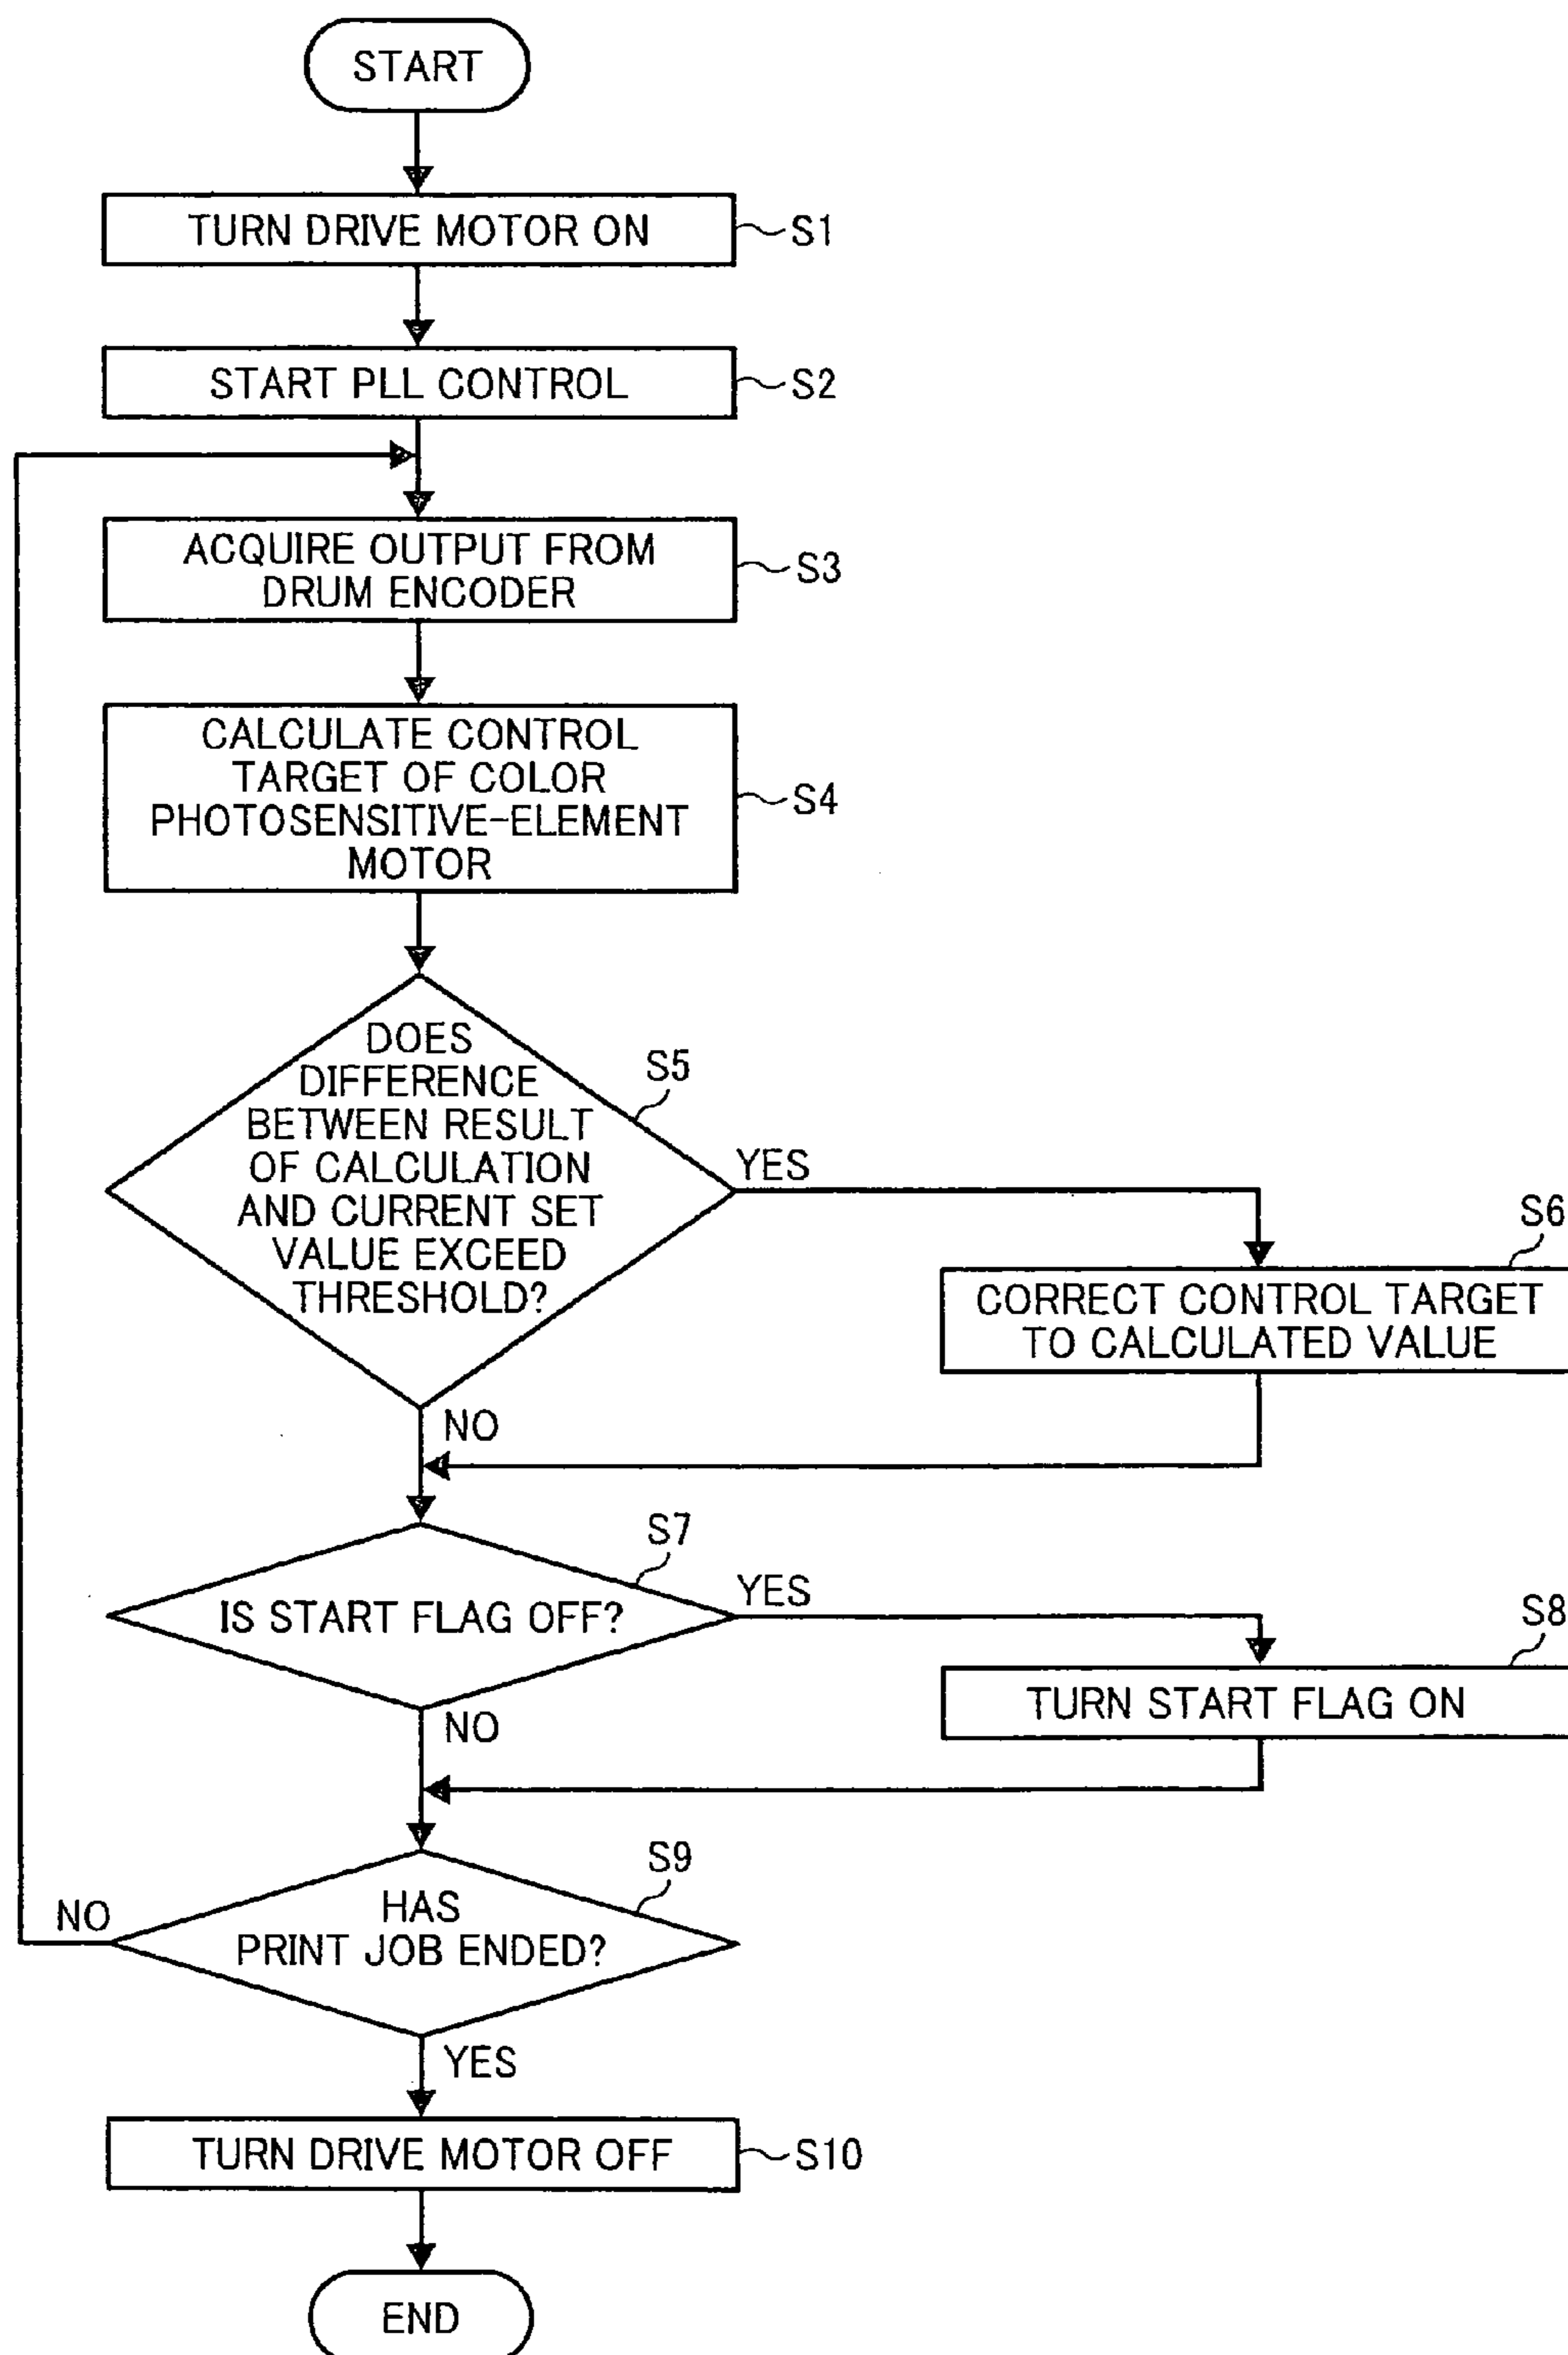 START
TURN DRIVE MOTOR ON
S1
START PLL CONTROL
S2
ACQUIRE OUTPUT FROM
DRUM ENCODER
S3
CALCULATE CONTROL
TARGET OF COLOR
PHOTOSENSITIVE-ELEMENT
MOTOR
S4
DOES
DIFFERENCE
BETWEEN RESULT
OF CALCULATION
AND CURRENT SET
VALUE EXCEED
THRESHOLD?
S5
YES
S6
CORRECT CONTROL TARGET
TO CALCULATED VALUE
NO
IS START FLAG OFF?
S7
YES
S8
TURN START FLAG ON
NO
HAS
PRINT JOB ENDED?
S9
NO
YES
TURN DRIVE MOTOR OFF
S10
END